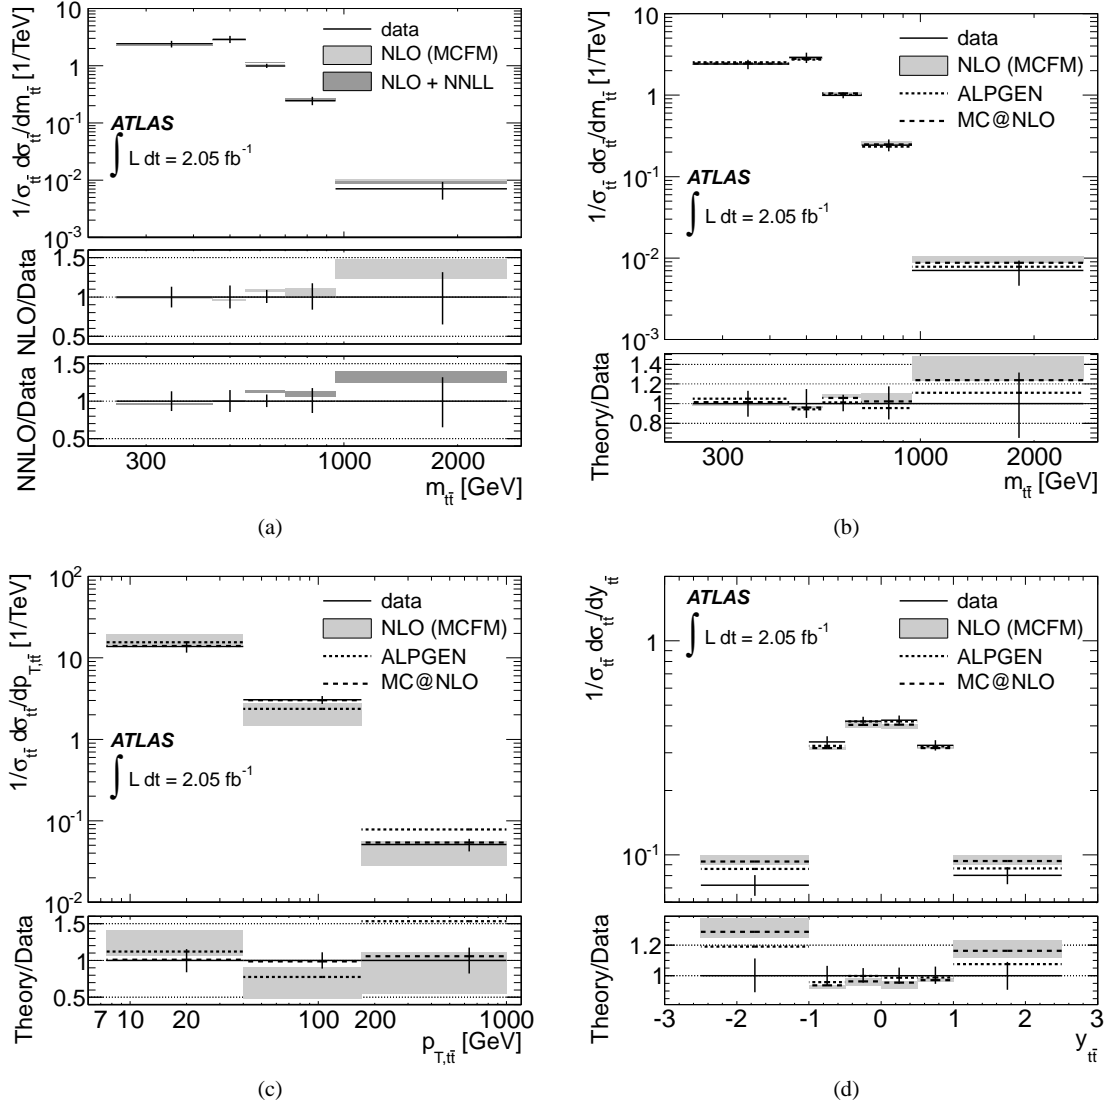 1/σ_tt̄ dσ_tt̄/dm_tt̄ [1/TeV]
10
1
10⁻¹
10⁻²
10⁻³
data
NLO (MCFM)
NLO + NNLL
ATLAS
∫ L dt = 2.05 fb⁻¹
NLO/Data
1.5
1
0.5
NNLO/Data
1.5
1
0.5
300 1000 2000
m_tt̄ [GeV]
(a)
1/σ_tt̄ dσ_tt̄/dm_tt̄ [1/TeV]
10
1
10⁻¹
10⁻²
10⁻³
data
NLO (MCFM)
ALPGEN
MC@NLO
ATLAS
∫ L dt = 2.05 fb⁻¹
Theory/Data
1.4
1.2
1
0.8
300 1000 2000
m_tt̄ [GeV]
(b)
1/σ_tt̄ dσ_tt̄/dp_T,tt̄ [1/TeV]
10²
10
1
10⁻¹
10⁻²
data
NLO (MCFM)
ALPGEN
MC@NLO
ATLAS
∫ L dt = 2.05 fb⁻¹
Theory/Data
1.5
1
0.5
7 10 20 100 200 1000
p_T,tt̄ [GeV]
(c)
1/σ_tt̄ dσ_tt̄/dy_tt̄
1
10⁻¹
ATLAS
∫ L dt = 2.05 fb⁻¹
data
NLO (MCFM)
ALPGEN
MC@NLO
Theory/Data
1.2
1
-3 -2 -1 0 1 2 3
y_tt̄
(d)